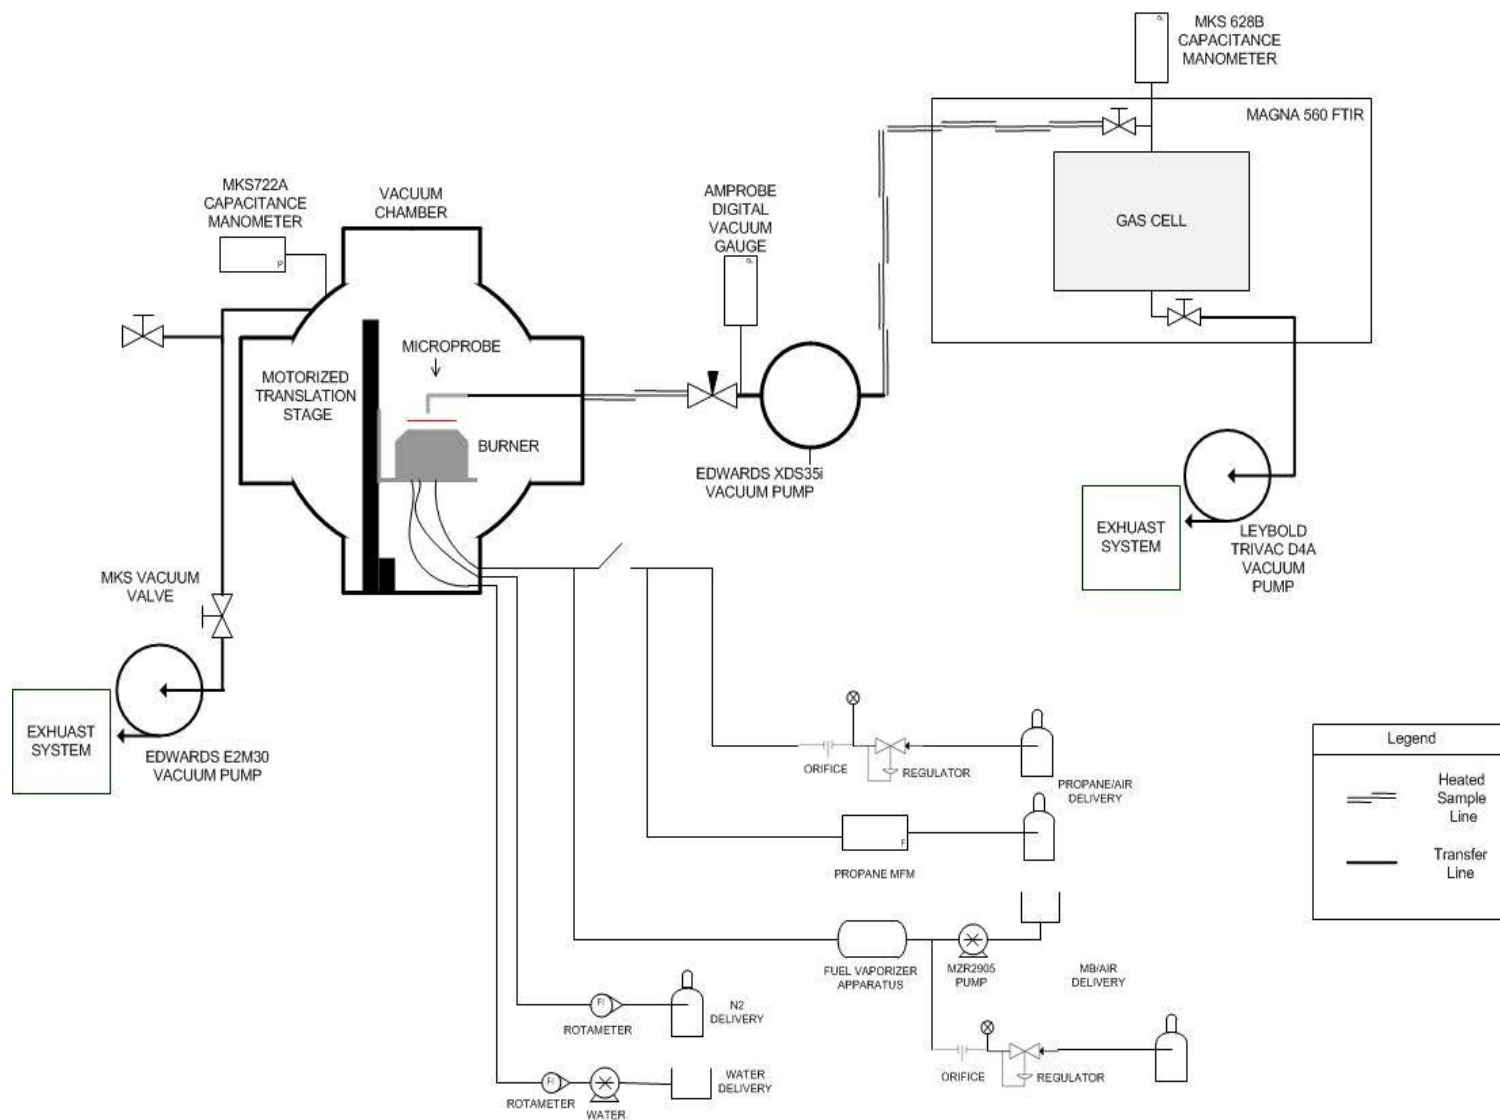 MKS 628B
CAPACITANCE
MANOMETER
P
MAGNA 560 FTIR
GAS CELL
MKS722A
CAPACITANCE
MANOMETER
P
VACUUM
CHAMBER
AMPROBE
DIGITAL
VACUUM
GAUGE
P
MICROPROBE
MOTORIZED
TRANSLATION
STAGE
BURNER
EDWARDS XDS35i
VACUUM PUMP
EXHUAST
SYSTEM
LEYBOLD
TRIVAC D4A
VACUUM
PUMP
MKS VACUUM
VALVE
EXHUAST
SYSTEM
EDWARDS E2M30
VACUUM PUMP
ORIFICE
REGULATOR
PROPANE/AIR
DELIVERY
F
PROPANE MFM
FUEL VAPORIZER
APPARATUS
MZR2905
PUMP
MB/AIR
DELIVERY
FI
ROTAMETER
N2
DELIVERY
ORIFICE
REGULATOR
FI
ROTAMETER
WATER
WATER
DELIVERY
Legend
Heated
Sample
Line
Transfer
Line